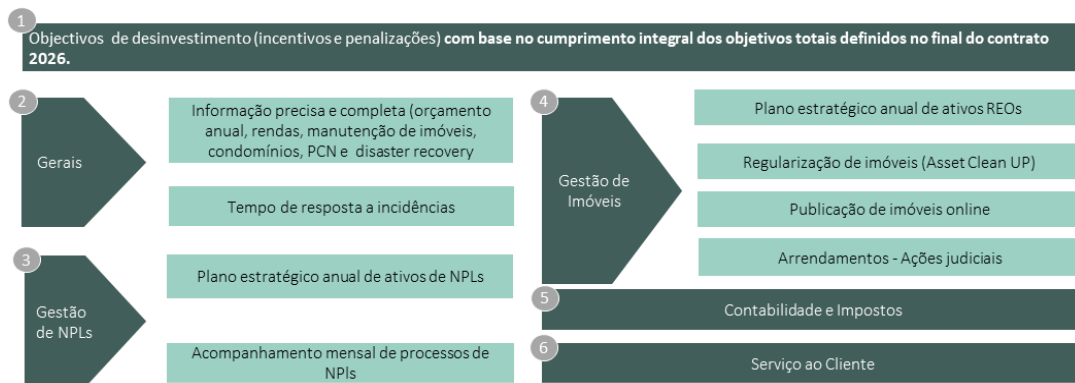 1
Objectivos de desinvestimento (incentivos e penalizações) com base no cumprimento integral dos objetivos totais definidos no final do contrato
2026.
2
Gerais
Informação precisa e completa (orçamento
anual, rendas, manutenção de imóveis,
condomínios, PCN e disaster recovery
Tempo de resposta a incidências
3
Gestão
de NPLs
Plano estratégico anual de ativos de NPLs
Acompanhamento mensal de processos de
NPls
4
Gestão de
Imóveis
Plano estratégico anual de ativos REOs
Regularização de imóveis (Asset Clean UP)
Publicação de imóveis online
Arrendamentos - Ações judiciais
5
Contabilidade e Impostos
6
Serviço ao Cliente